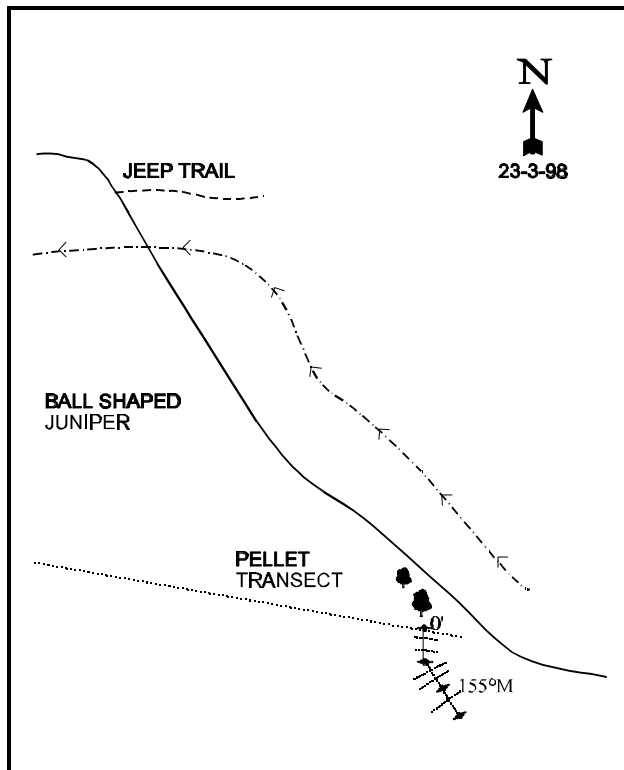 N
23-3-98
JEEP TRAIL
BALL SHAPED
JUNIPER
PELLET
TRANSECT
0'
155°M